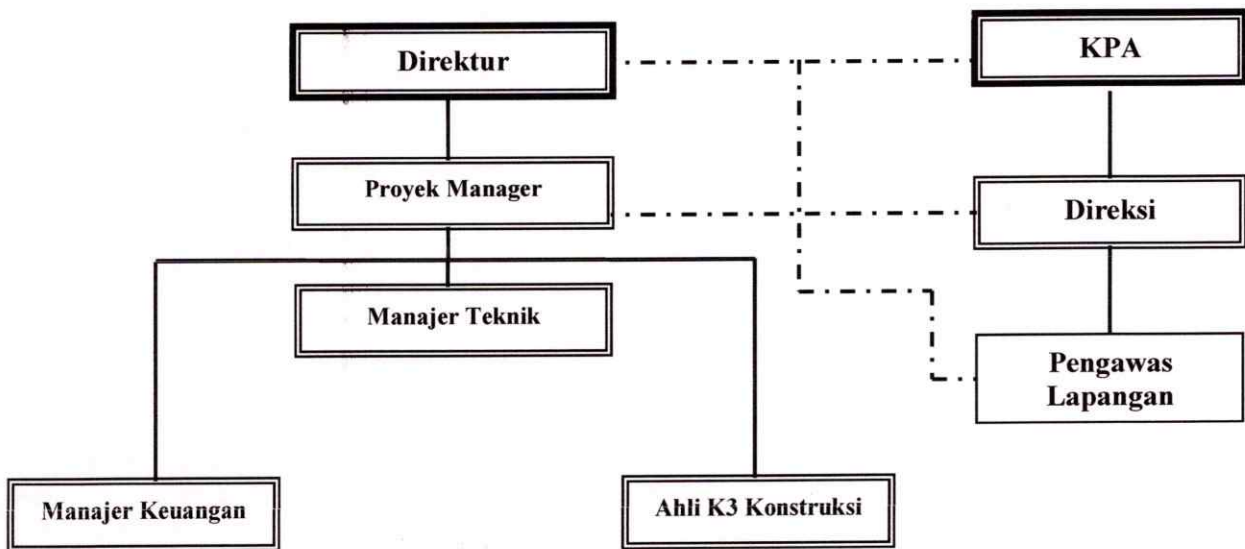 Direktur
KPA
Proyek Manager
Direksi
Manajer Teknik
Pengawas
Lapangan
Manajer Keuangan
Ahli K3 Konstruksi